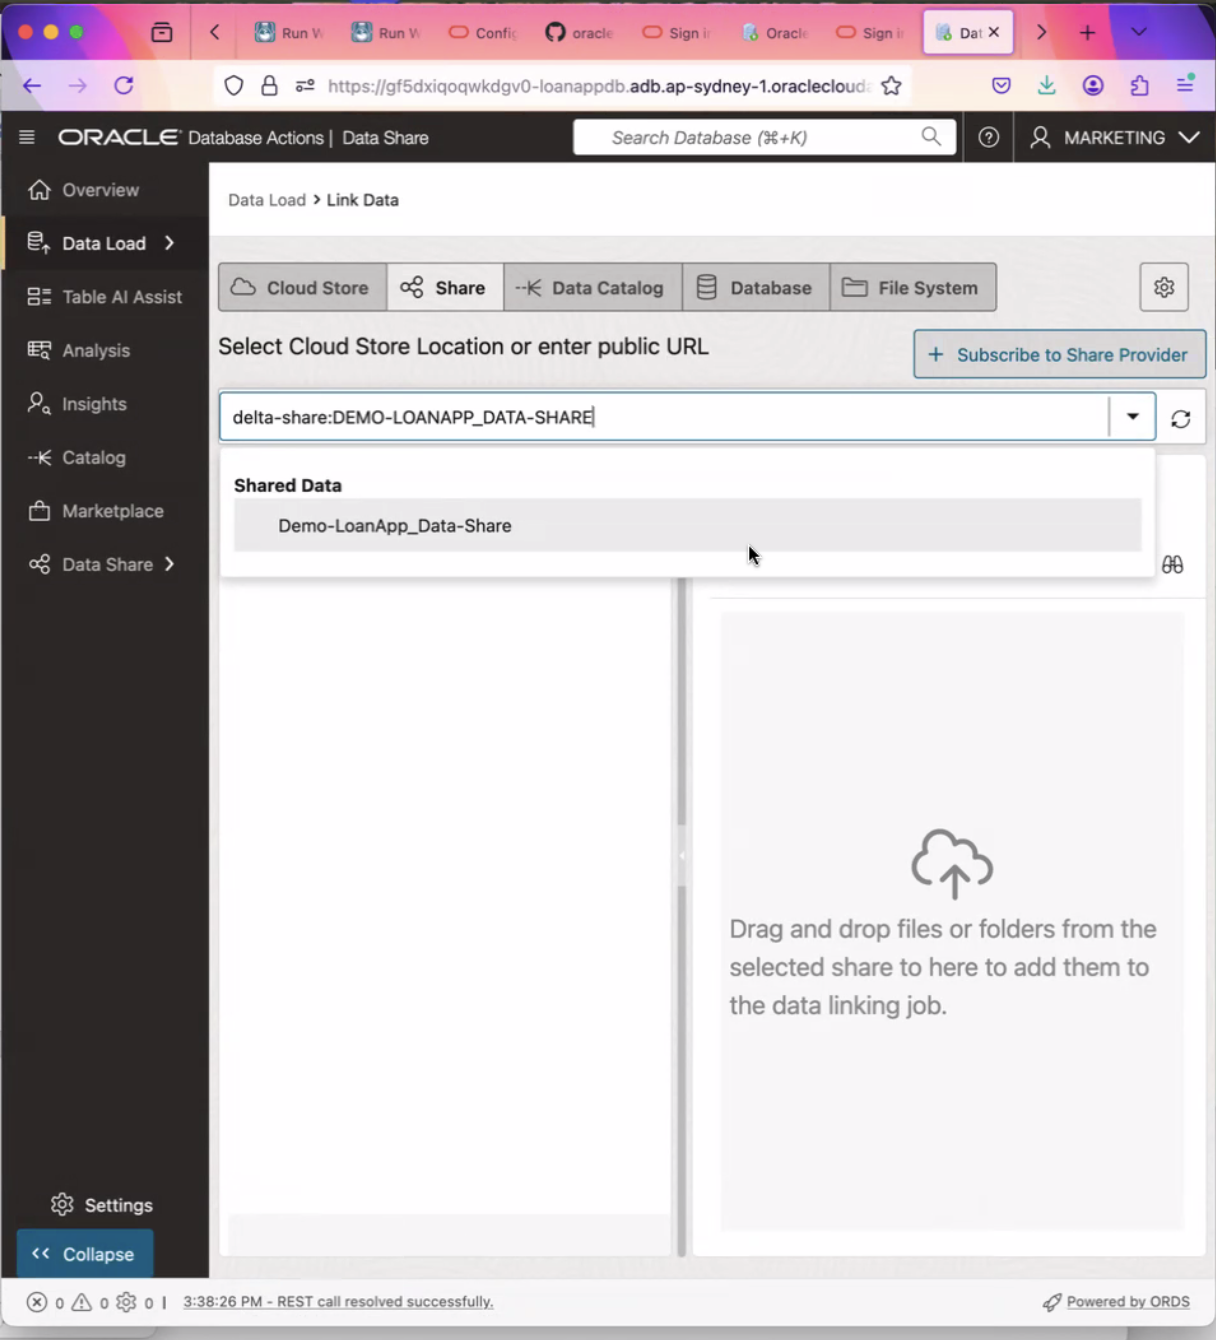 Run W
Run W
Config
oracle
Sign i
Oracle
Sign i
Dat
https://gf5dxiqoqwkdgv0-loanappdb.adb.ap-sydney-1.oraclecloud
ORACLE Database Actions | Data Share
Search Database (⌘+K)
MARKETING
Overview
Data Load
Table AI Assist
Analysis
Insights
Catalog
Marketplace
Data Share
Data Load > Link Data
Cloud Store
Share
Data Catalog
Database
File System
Select Cloud Store Location or enter public URL
+ Subscribe to Share Provider
delta-share:DEMO-LOANAPP_DATA-SHARE
Shared Data
Demo-LoanApp_Data-Share
Drag and drop files or folders from the
selected share to here to add them to
the data linking job.
Settings
Collapse
0 0 0 | 3:38:26 PM - REST call resolved successfully.
Powered by ORDS